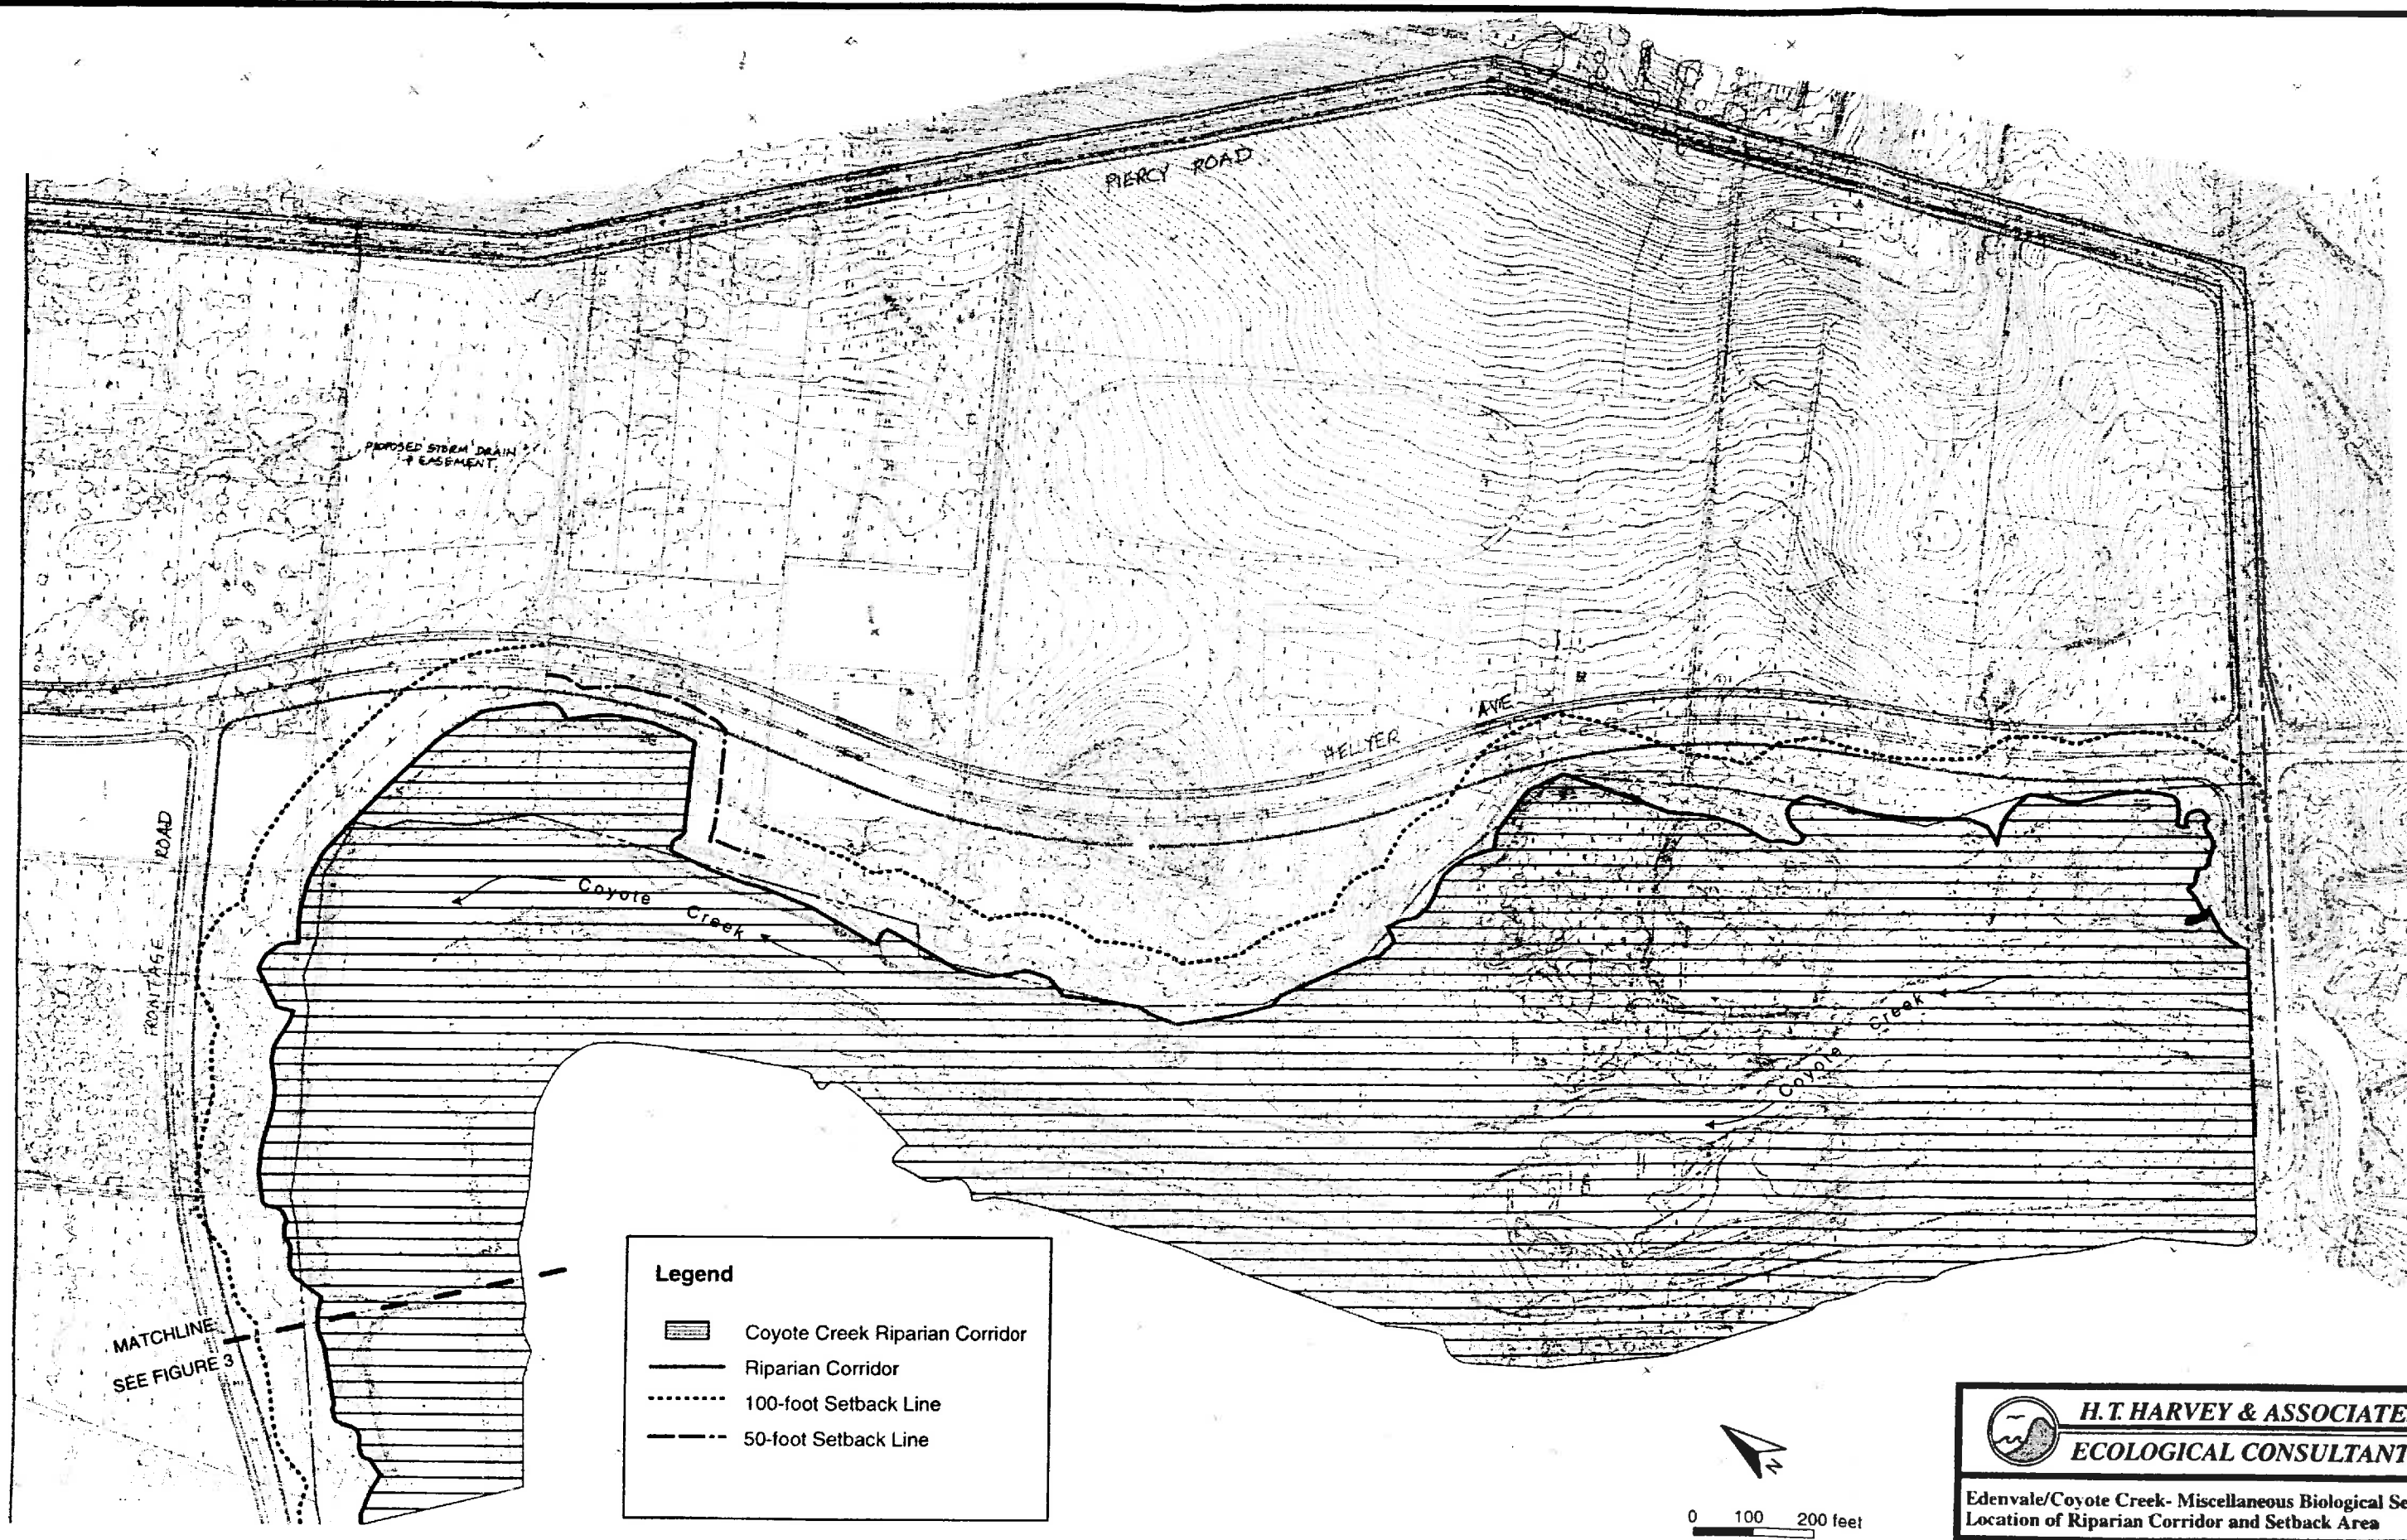 PIERCY ROAD
PROPOSED STORM DRAIN
EASEMENT
HELLYER AVE
FRONTAGE ROAD
Coyote Creek
Coyote Creek
MATCHLINE
SEE FIGURE 3
Legend
Coyote Creek Riparian Corridor
Riparian Corridor
100-foot Setback Line
50-foot Setback Line
N
0 100 200 feet
H.T. HARVEY & ASSOCIATE
ECOLOGICAL CONSULTANT
Edenvale/Coyote Creek- Miscellaneous Biological Se
Location of Riparian Corridor and Setback Area